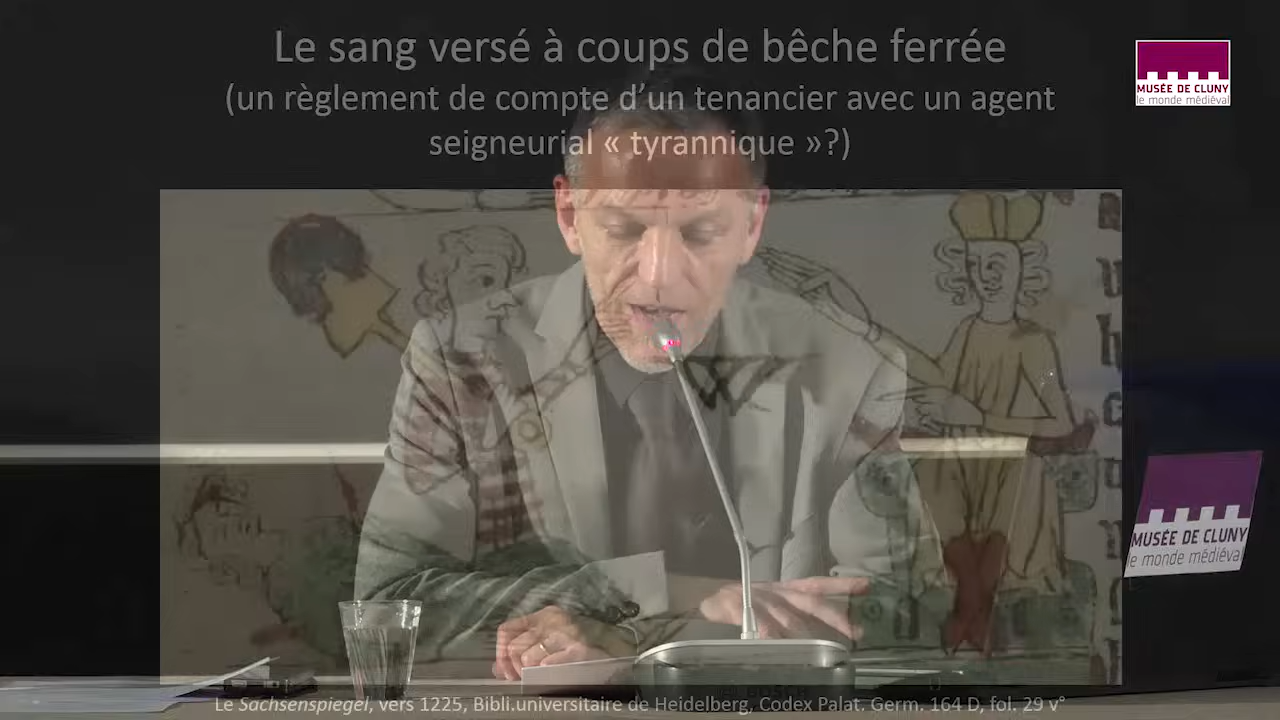 Le sang versé à coups de bêche ferrée
(un règlement de compte d’un tenancier avec un agent
seigneurial « tyrannique »?)
MUSÉE DE CLUNY
le monde médiéval
MUSÉE DE CLUNY
le monde médiéval
Le Sachsenspiegel, vers 1225, Bibli.universitaire de Heidelberg, Codex Palat. Germ. 164 D, fol. 29 v°